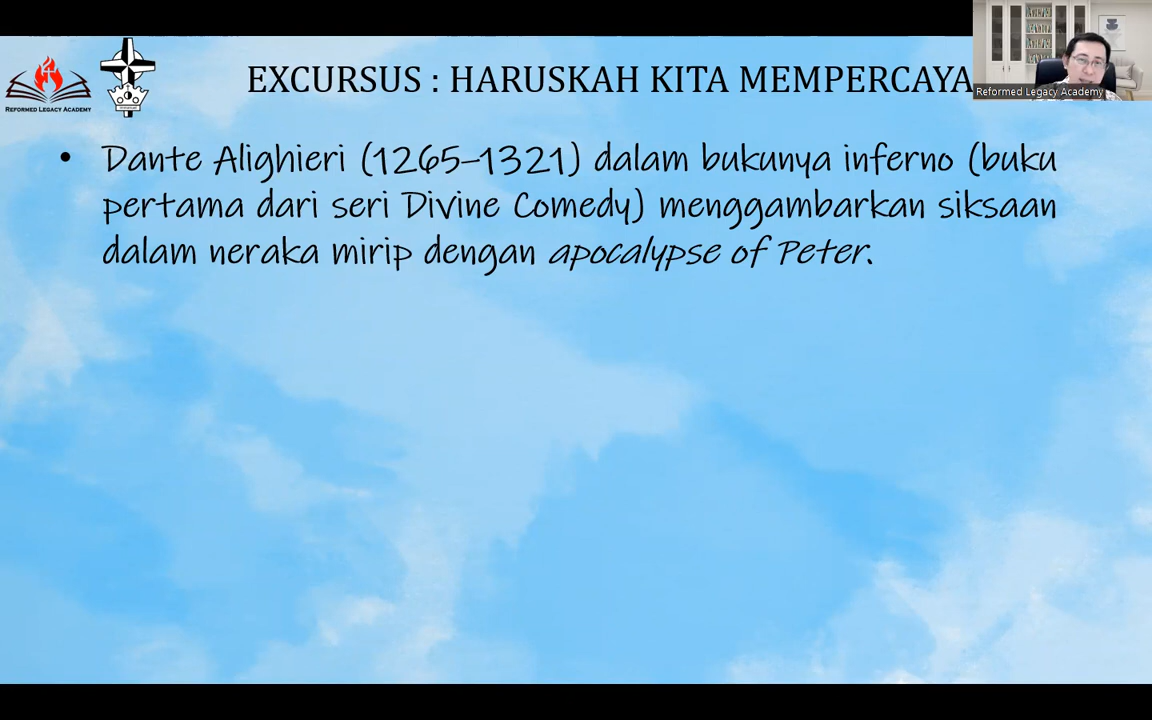 EXCURSUS : HARUSKAH KITA MEMPERCAYA
Reformed Legacy Academy
REFORMED LEGACY ACADEMY
• Dante Alighieri (1265–1321) dalam bukunya inferno (buku
pertama dari seri Divine Comedy) menggambarkan siksaan
dalam neraka mirip dengan apocalypse of Peter.